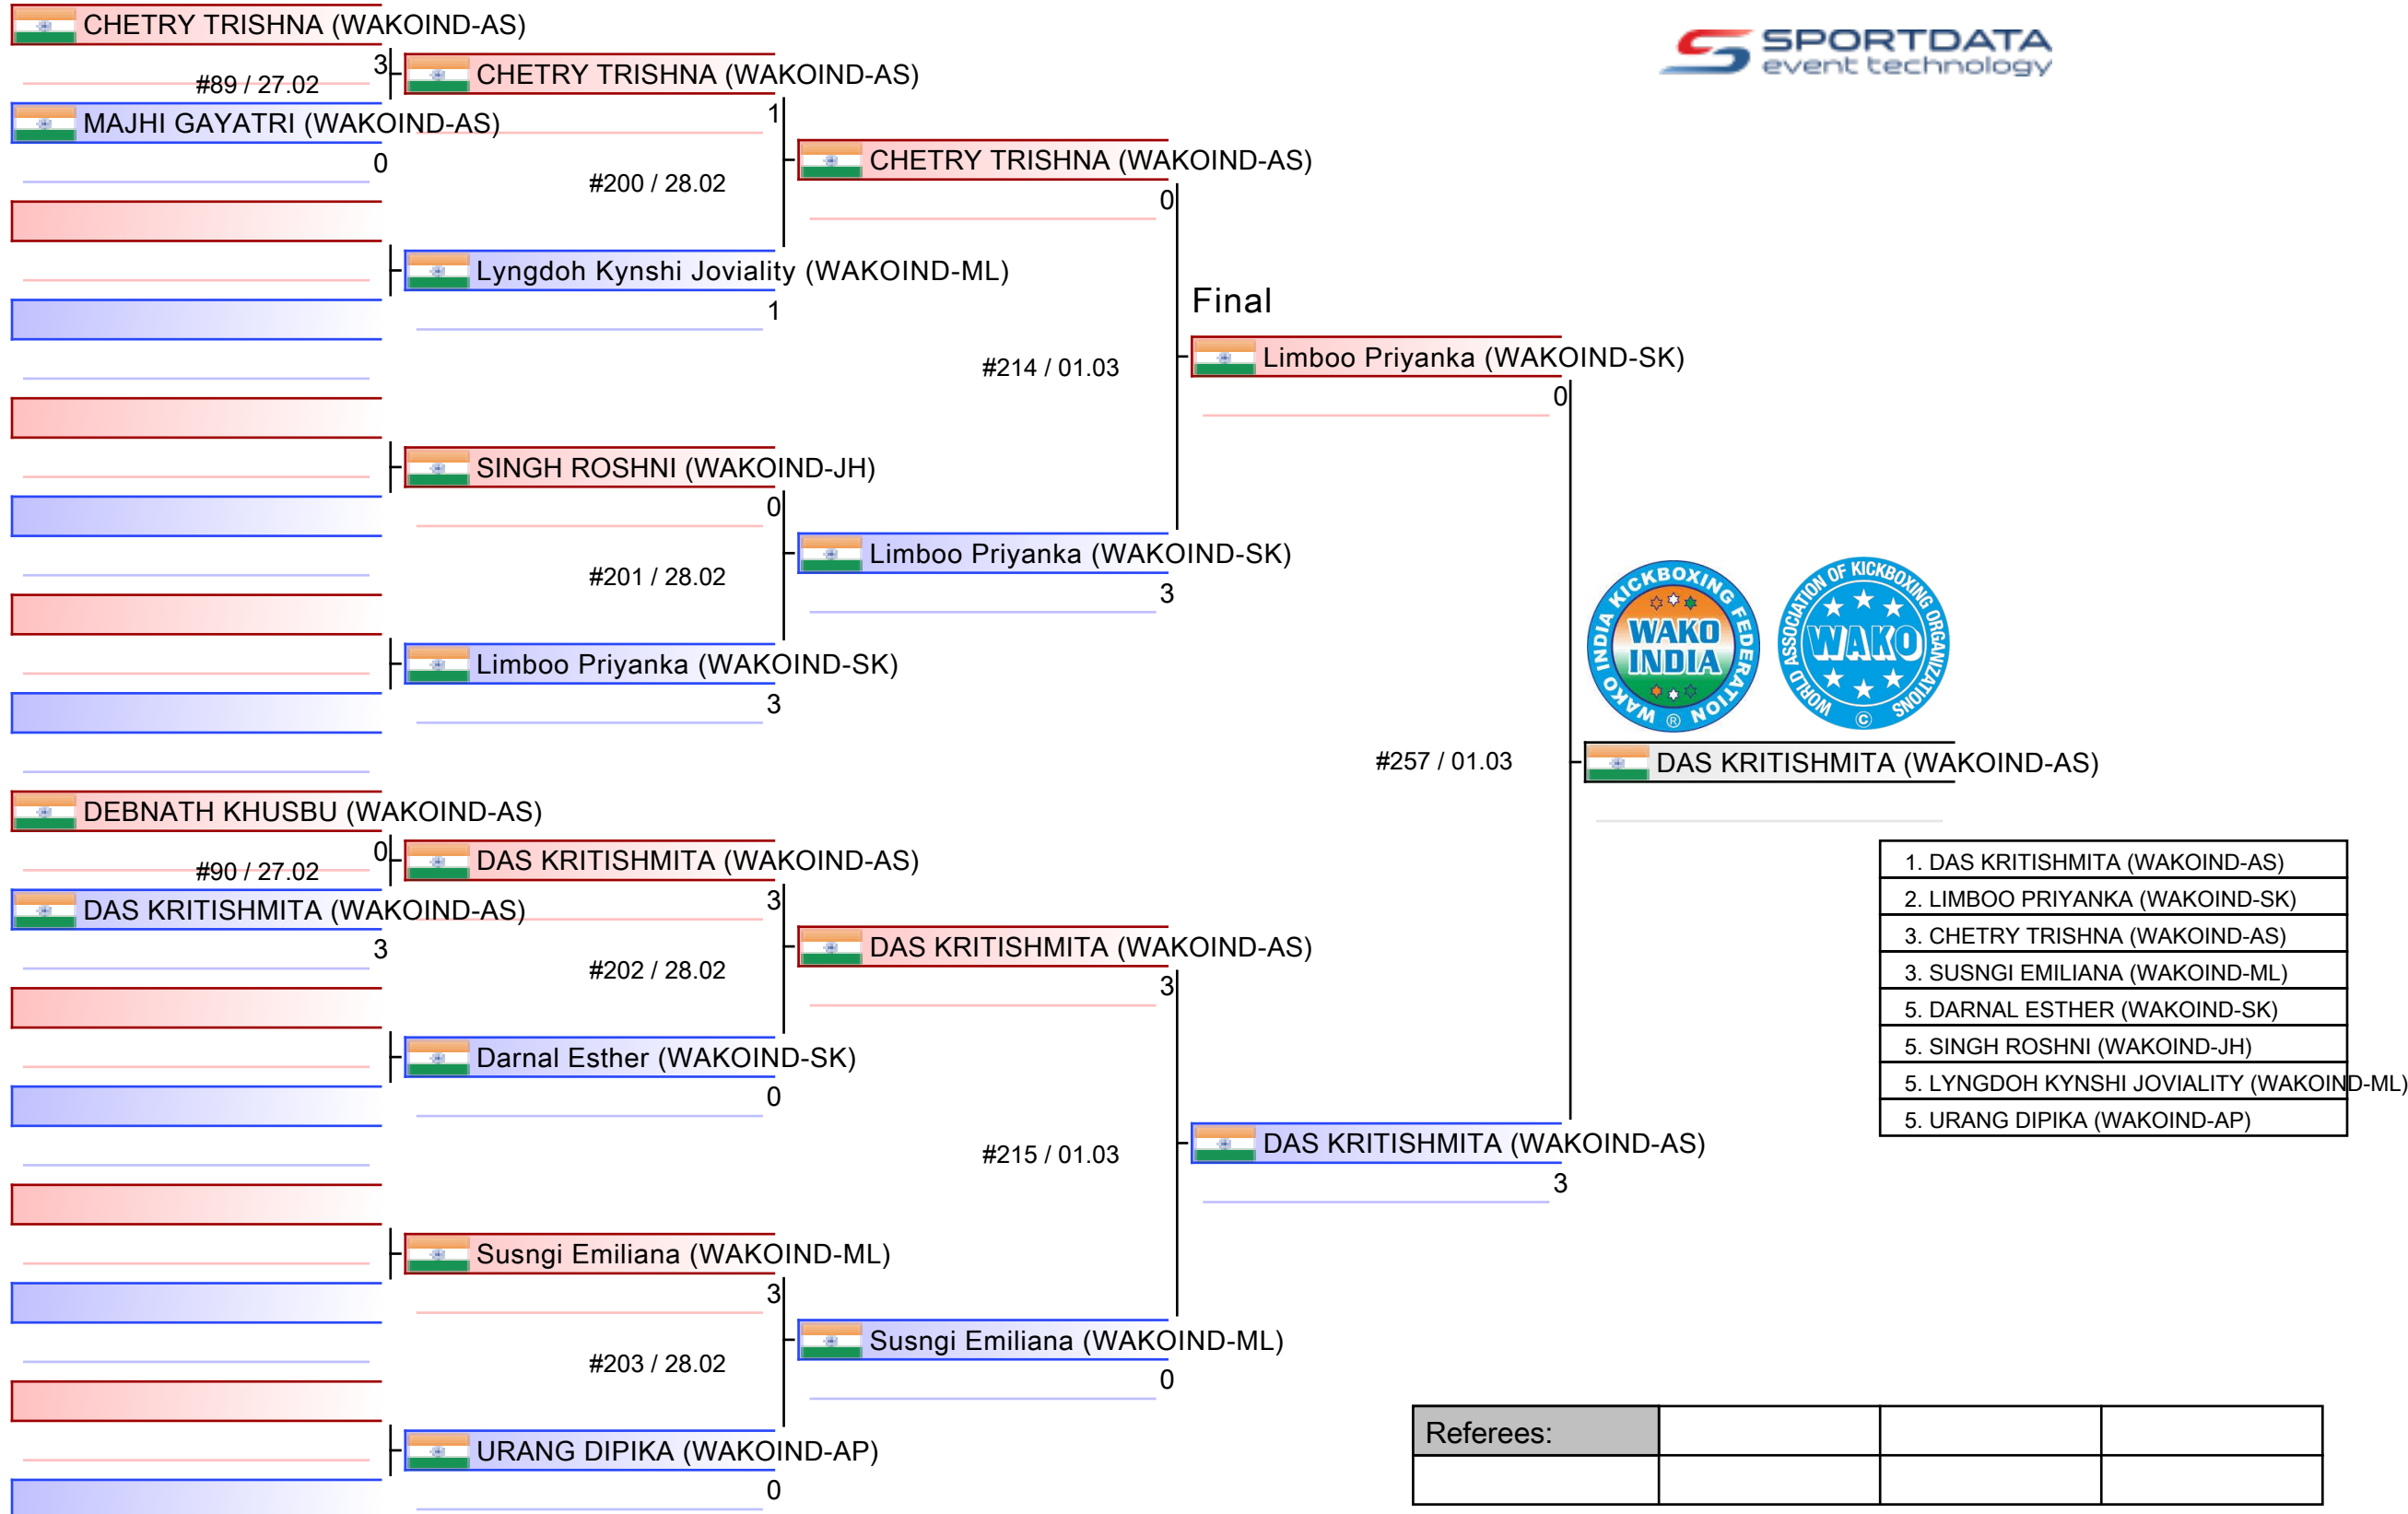 CHETRY TRISHNA (WAKOIND-AS)
3
#89 / 27.02
MAJHI GAYATRI (WAKOIND-AS)
0
CHETRY TRISHNA (WAKOIND-AS)
1
#200 / 28.02
Lyngdoh Kynshi Joviality (WAKOIND-ML)
1
CHETRY TRISHNA (WAKOIND-AS)
0
#214 / 01.03
SINGH ROSHNI (WAKOIND-JH)
0
#201 / 28.02
Limboo Priyanka (WAKOIND-SK)
3
Limboo Priyanka (WAKOIND-SK)
3
Final
Limboo Priyanka (WAKOIND-SK)
0
#257 / 01.03
DEBNATH KHUSBU (WAKOIND-AS)
0
#90 / 27.02
DAS KRITISHMITA (WAKOIND-AS)
3
DAS KRITISHMITA (WAKOIND-AS)
3
#202 / 28.02
Darnal Esther (WAKOIND-SK)
0
DAS KRITISHMITA (WAKOIND-AS)
3
#215 / 01.03
Susngi Emiliana (WAKOIND-ML)
3
#203 / 28.02
URANG DIPIKA (WAKOIND-AP)
0
Susngi Emiliana (WAKOIND-ML)
0
DAS KRITISHMITA (WAKOIND-AS)
3
DAS KRITISHMITA (WAKOIND-AS)
SPORTDATA
event technology
WAKO INDIA KICKBOXING FEDERATION
WAKO
INDIA
®
WORLD ASSOCIATION OF KICKBOXING ORGANIZATIONS
WAKO
©
1. DAS KRITISHMITA (WAKOIND-AS)
2. LIMBOO PRIYANKA (WAKOIND-SK)
3. CHETRY TRISHNA (WAKOIND-AS)
3. SUSNGI EMILIANA (WAKOIND-ML)
5. DARNAL ESTHER (WAKOIND-SK)
5. SINGH ROSHNI (WAKOIND-JH)
5. LYNGDOH KYNSHI JOVIALITY (WAKOIND-ML)
5. URANG DIPIKA (WAKOIND-AP)
Referees: